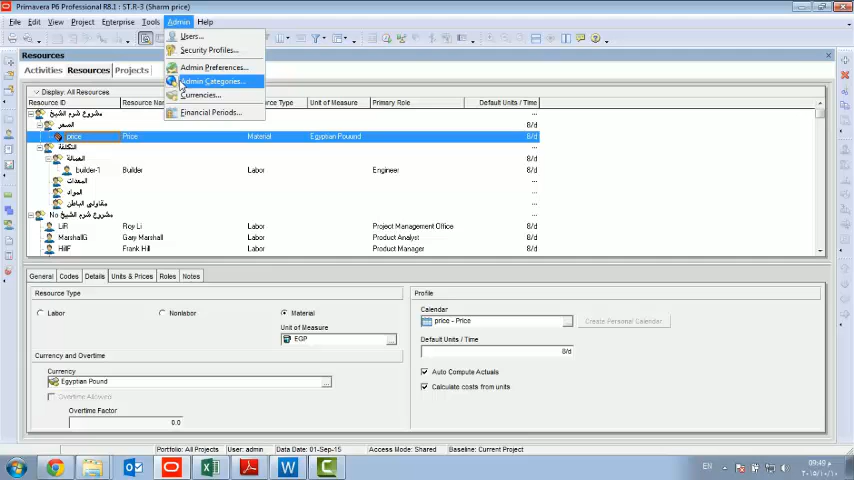 Primavera P6 Professional R8.1 : ST.R-3 (Sharm price)
File Edit View Project Enterprise Tools Admin Help
Users...
Security Profiles...
Admin Preferences...
Admin Categories...
Currencies...
Financial Periods...
Resources
Activities Resources Projects
Display: All Resources
Resource ID Resource Name Resource Type Unit of Measure Primary Role Default Units / Time
مشروع شرم الشيخ
السعر 8/d
price Price Material Egyptian Pouund 8/d
التكلفة
العمالة 8/d
builder-1 Builder Labor Engineer 8/d
المعدات
المواد
مقاولى الباطن
No مشروع شرم الشيخ
LiR Roy Li Labor Project Management Office 8/d
MarshallG Gary Marshall Labor Product Analyst 8/d
HillF Frank Hill Labor Product Manager 8/d
General Codes Details Units & Prices Roles Notes
Resource Type
Labor Nonlabor Material
Unit of Measure
EGP
Currency and Overtime
Currency
Egyptian Pound
Overtime Allowed
Overtime Factor
0.0
Profile
Calendar
price - Price
Create Personal Calendar
Default Units / Time
8/d
Auto Compute Actuals
Calculate costs from units
Portfolio: All Projects User: admin Data Date: 01-Sep-15 Access Mode: Shared Baseline: Current Project
EN